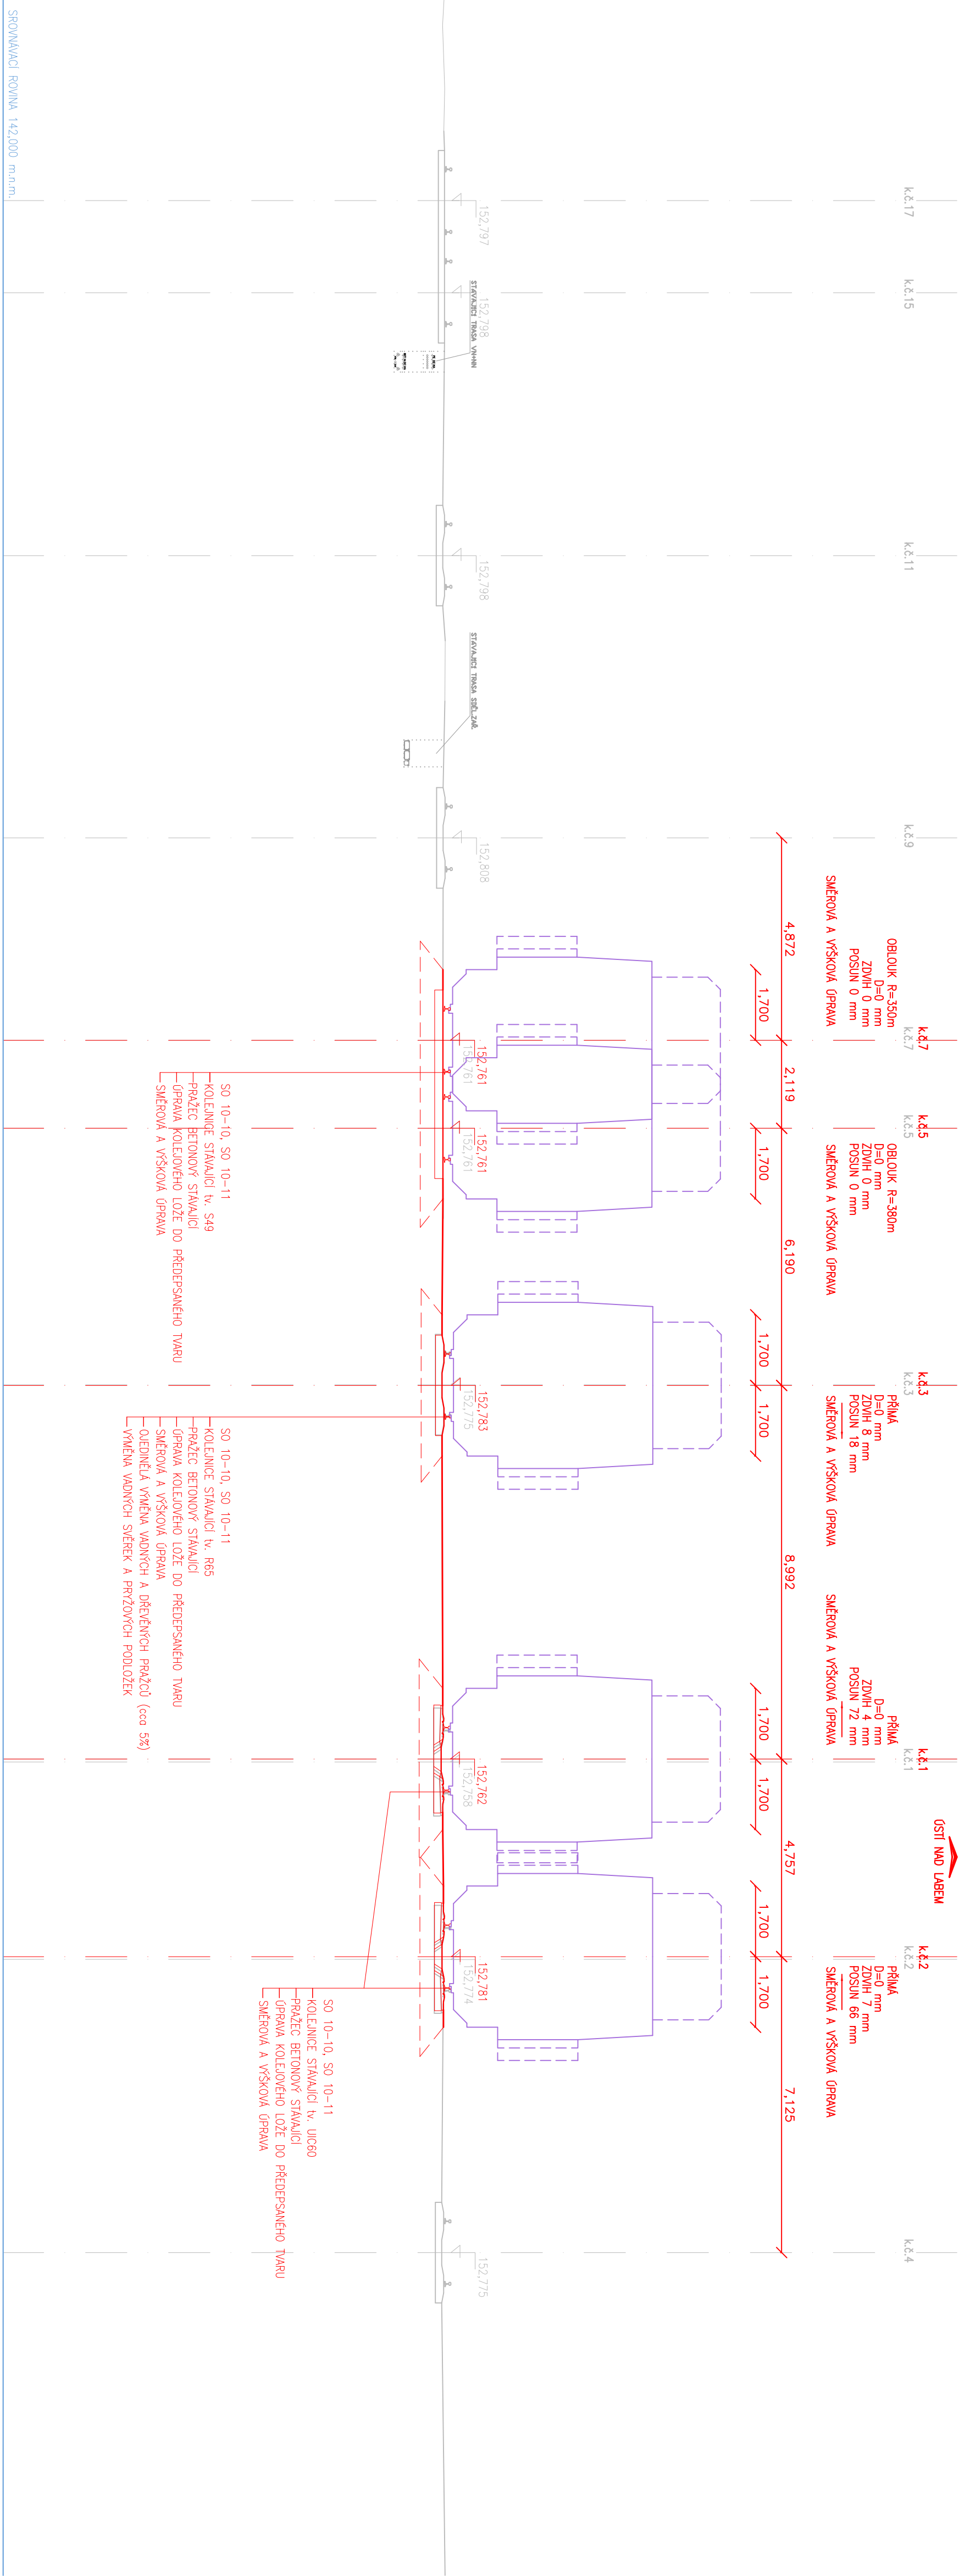 SROVNÁVACÍ ROVINA 142,000 m.n.m.
k.č.17
152,797
k.č.15
152,798
STÁVAJÍCÍ TRASA VN+NN
k.č.11
152,798
STÁVAJÍCÍ TRASA SDĚL.ZAŘ.
k.č.9
152,808
4,872
OBLOUK R=350m
D=0 mm
ZDVIH 0 mm
POSUN 0 mm
SMĚROVÁ A VÝŠKOVÁ ÚPRAVA
1,700
k.č.7
k.č.7
152,761
152,761
2,119
k.č.5
k.č.5
152,761
152,761
OBLOUK R=380m
D=0 mm
ZDVIH 0 mm
POSUN 0 mm
SMĚROVÁ A VÝŠKOVÁ ÚPRAVA
1,700
SO 10-10, SO 10-11
KOLEJNICE STÁVAJÍCÍ tv. S49
PRAŽEC BETONOVÝ STÁVAJÍCÍ
ÚPRAVA KOLEJOVÉHO LOŽE DO PŘEDEPSANÉHO TVARU
SMĚROVÁ A VÝŠKOVÁ ÚPRAVA
6,190
1,700
k.č.3
k.č.3
152,783
152,775
PŘÍMÁ
D=0 mm
ZDVIH 8 mm
POSUN 18 mm
SMĚROVÁ A VÝŠKOVÁ ÚPRAVA
1,700
SO 10-10, SO 10-11
KOLEJNICE STÁVAJÍCÍ tv. R65
PRAŽEC BETONOVÝ STÁVAJÍCÍ
ÚPRAVA KOLEJOVÉHO LOŽE DO PŘEDEPSANÉHO TVARU
SMĚROVÁ A VÝŠKOVÁ ÚPRAVA
OJEDINĚLÁ VÝMĚNA VADNÝCH A DŘEVĚNÝCH PRAŽCŮ (cca 5%)
VÝMĚNA VADNÝCH SVĚREK A PRYŽOVÝCH PODLOŽEK
8,992
PŘÍMÁ
D=0 mm
ZDVIH 4 mm
POSUN 72 mm
SMĚROVÁ A VÝŠKOVÁ ÚPRAVA
1,700
k.č.1
k.č.1
152,762
152,758
1,700
4,757
ÚSTÍ NAD LABEM
1,700
k.č.2
k.č.2
152,781
152,774
PŘÍMÁ
D=0 mm
ZDVIH 7 mm
POSUN 66 mm
SMĚROVÁ A VÝŠKOVÁ ÚPRAVA
1,700
SO 10-10, SO 10-11
KOLEJNICE STÁVAJÍCÍ tv. UIC60
PRAŽEC BETONOVÝ STÁVAJÍCÍ
ÚPRAVA KOLEJOVÉHO LOŽE DO PŘEDEPSANÉHO TVARU
SMĚROVÁ A VÝŠKOVÁ ÚPRAVA
7,125
k.č.4
152,775